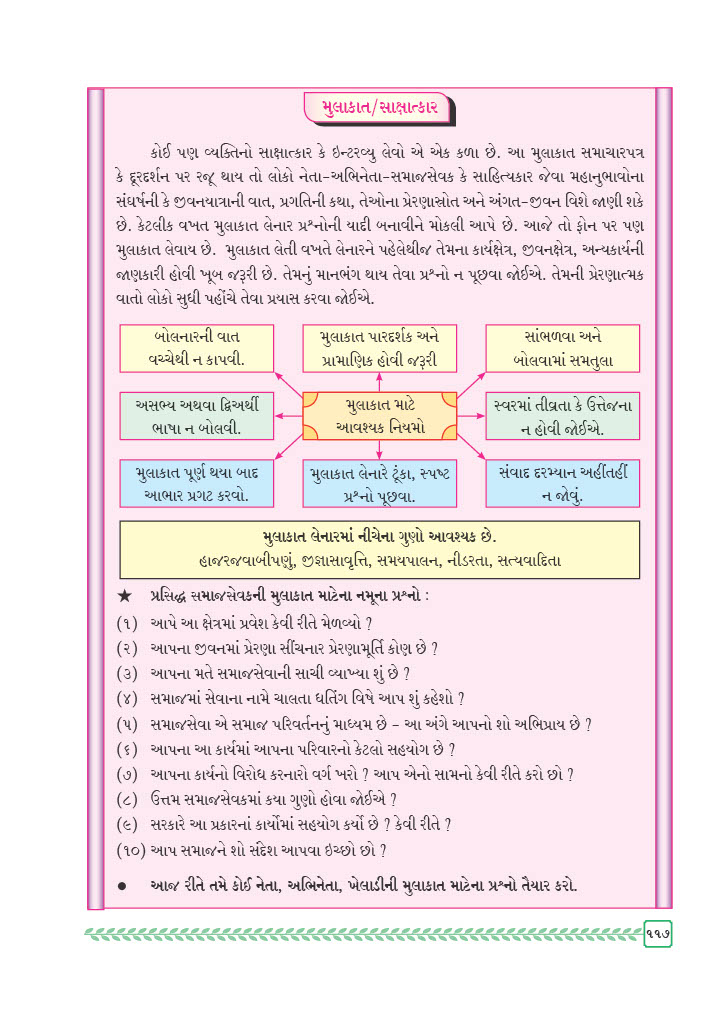 મુલાકાત/સાક્ષાત્કાર
કોઈ પણ વ્યક્તિનો સાક્ષાત્કાર કે ઇન્ટરવ્યુ લેવો એ એક કળા છે. આ મુલાકાત સમાચારપત્ર
કે દૂરદર્શન પર રજૂ થાય તો લોકો નેતા-અભિનેતા-સમાજસેવક કે સાહિત્યકાર જેવા મહાનુભાવોના
સંઘર્ષની કે જીવનયાત્રાની વાત, પ્રગતિની કથા, તેઓના પ્રેરણાસ્રોત અને અંગત-જીવન વિશે જાણી શકે
છે. કેટલીક વખત મુલાકાત લેનાર પ્રશ્નોની યાદી બનાવીને મોકલી આપે છે. આજે તો ફોન પર પણ
મુલાકાત લેવાય છે. મુલાકાત લેતી વખતે લેનારને પહેલેથીજ તેમના કાર્યક્ષેત્ર, જીવનક્ષેત્ર, અન્યકાર્યની
જાણકારી હોવી ખૂબ જરૂરી છે. તેમનું માનભંગ થાય તેવા પ્રશ્નો ન પૂછવા જોઈએ. તેમની પ્રેરણાત્મક
વાતો લોકો સુધી પહોંચે તેવા પ્રયાસ કરવા જોઈએ.
બોલનારની વાત
વચ્ચેથી ન કાપવી.
મુલાકાત પારદર્શક અને
પ્રામાણિક હોવી જરૂરી
સાંભળવા અને
બોલવામાં સમતુલા
અસભ્ય અથવા દ્વિઅર્થી
ભાષા ન બોલવી.
મુલાકાત માટે
આવશ્યક નિયમો
સ્વરમાં તીવ્રતા કે ઉત્તેજના
ન હોવી જોઈએ.
મુલાકાત પૂર્ણ થયા બાદ
આભાર પ્રગટ કરવો.
મુલાકાત લેનારે ટૂંકા, સ્પષ્ટ
પ્રશ્નો પૂછવા.
સંવાદ દરમ્યાન અહીંતહીં
ન જોવું.
મુલાકાત લેનારમાં નીચેના ગુણો આવશ્યક છે.
હાજરજવાબીપણું, જીજ્ઞાસાવૃત્તિ, સમયપાલન, નીડરતા, સત્યવાદિતા
★ પ્રસિદ્ધ સમાજસેવકની મુલાકાત માટેના નમૂના પ્રશ્નો :
(૧) આપે આ ક્ષેત્રમાં પ્રવેશ કેવી રીતે મેળવ્યો ?
(૨) આપના જીવનમાં પ્રેરણા સીંચનાર પ્રેરણામૂર્તિ કોણ છે ?
(૩) આપના મતે સમાજસેવાની સાચી વ્યાખ્યા શું છે ?
(૪) સમાજમાં સેવાના નામે ચાલતા ધતિંગ વિષે આપ શું કહેશો ?
(૫) સમાજસેવા એ સમાજ પરિવર્તનનું માધ્યમ છે - આ અંગે આપનો શો અભિપ્રાય છે ?
(૬) આપના આ કાર્યમાં આપના પરિવારનો કેટલો સહયોગ છે ?
(૭) આપના કાર્યનો વિરોધ કરનારો વર્ગ ખરો ? આપ એનો સામનો કેવી રીતે કરો છો ?
(૮) ઉત્તમ સમાજસેવકમાં કયા ગુણો હોવા જોઈએ ?
(૯) સરકારે આ પ્રકારનાં કાર્યોમાં સહયોગ કર્યો છે ? કેવી રીતે ?
(૧૦) આપ સમાજને શો સંદેશ આપવા ઇચ્છો છો ?
● આજ રીતે તમે કોઈ નેતા, અભિનેતા, ખેલાડીની મુલાકાત માટેના પ્રશ્નો તૈયાર કરો.
૧૧૭